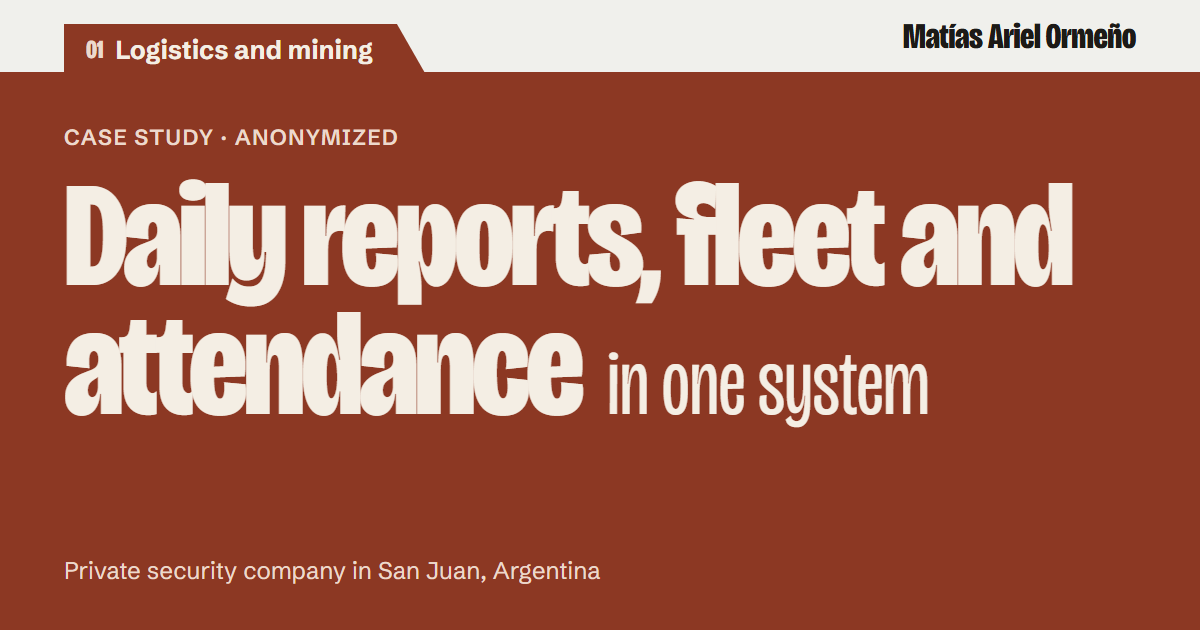 01 Logistics and mining
Matías Ariel Ormeño
CASE STUDY · ANONYMIZED
Daily reports, fleet and
attendance in one system
Private security company in San Juan, Argentina